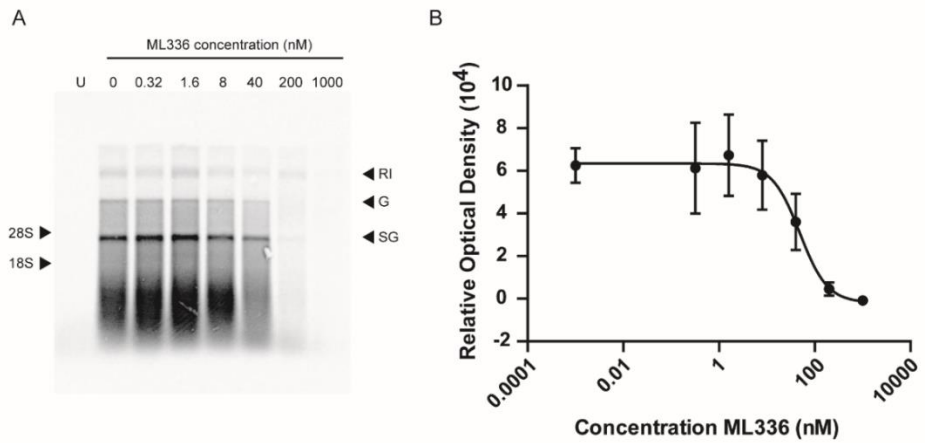 A
ML336 concentration (nM)
U 0 0.32 1.6 8 40 200 1000
RI
G
28S
SG
18S
B
Relative Optical Density (10⁴)
10
8
6
4
2
0
-2
0.0001 0.01 1 100 10000
Concentration ML336 (nM)